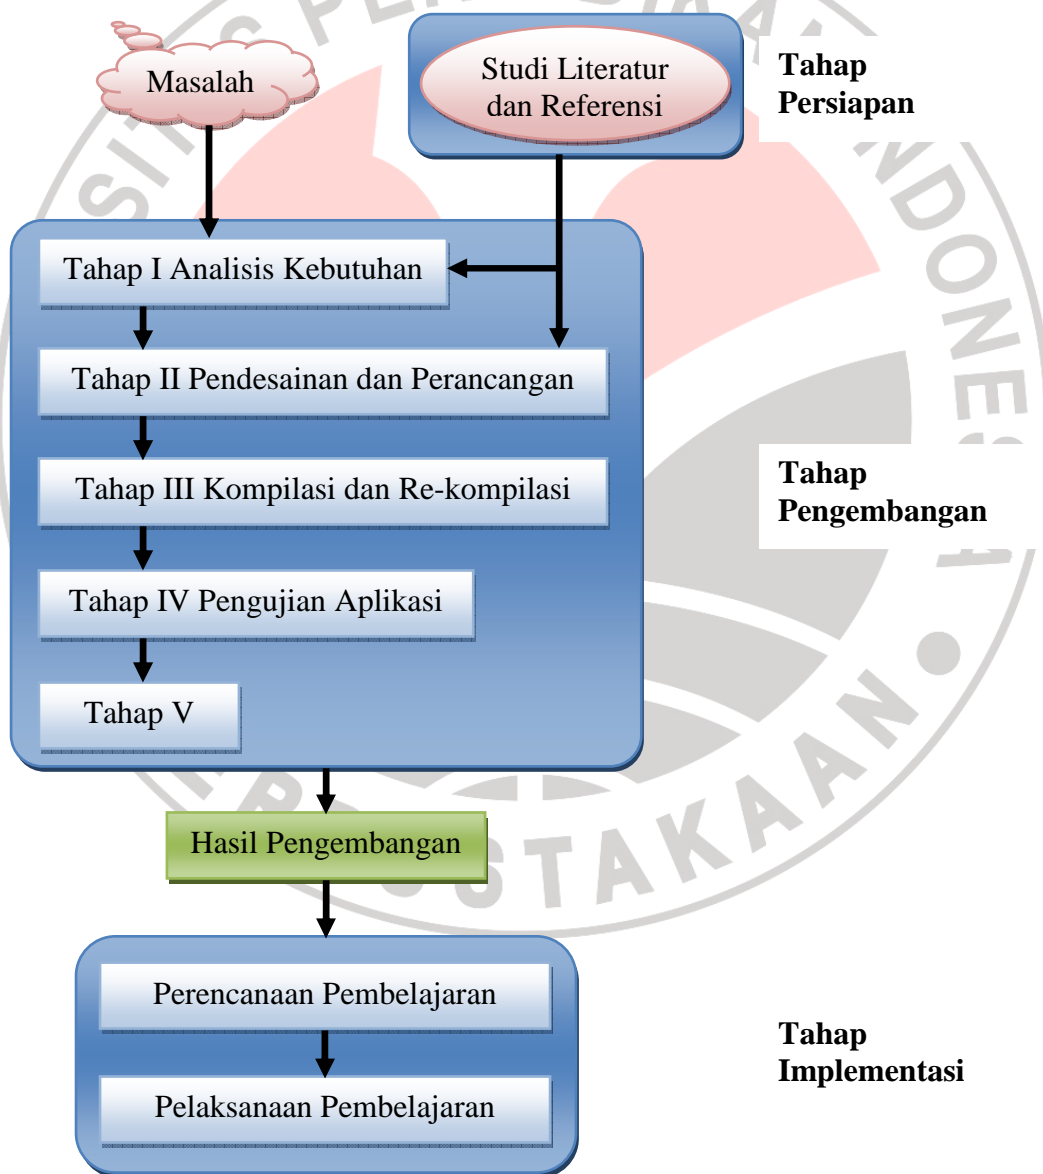 Masalah
Studi Literatur
dan Referensi
Tahap
Persiapan
Tahap I Analisis Kebutuhan
Tahap II Pendesainan dan Perancangan
Tahap III Kompilasi dan Re-kompilasi
Tahap IV Pengujian Aplikasi
Tahap V
Tahap
Pengembangan
Hasil Pengembangan
Perencanaan Pembelajaran
Pelaksanaan Pembelajaran
Tahap
Implementasi